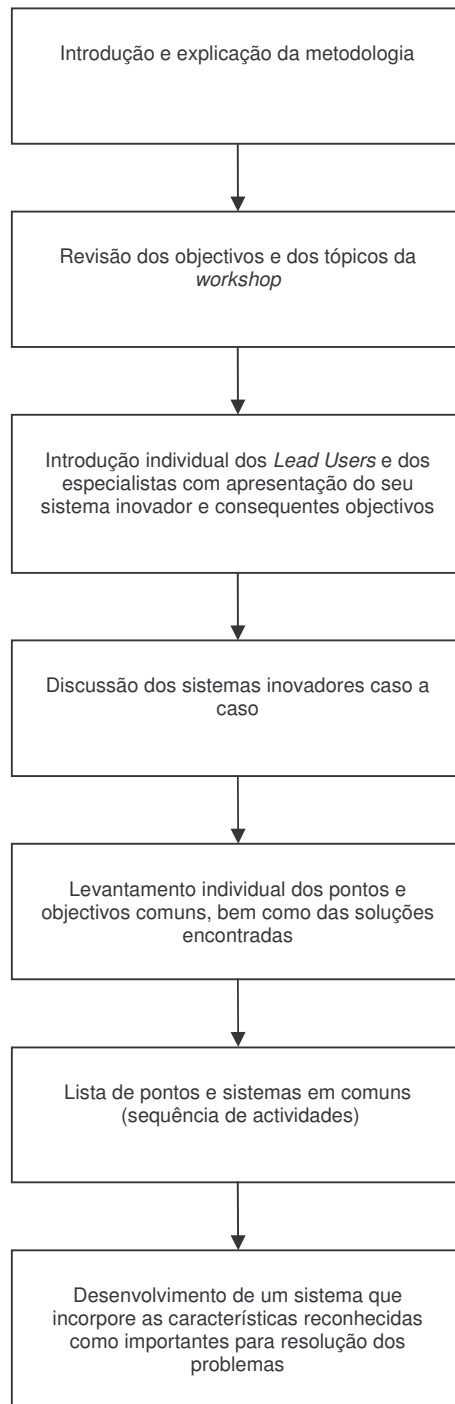 Introdução e explicação da metodologia
Revisão dos objectivos e dos tópicos da
workshop
Introdução individual dos Lead Users e dos
especialistas com apresentação do seu
sistema inovador e consequentes objectivos
Discussão dos sistemas inovadores caso a
caso
Levantamento individual dos pontos e
objectivos comuns, bem como das soluções
encontradas
Lista de pontos e sistemas em comuns
(sequência de actividades)
Desenvolvimento de um sistema que
incorpore as características reconhecidas
como importantes para resolução dos
problemas